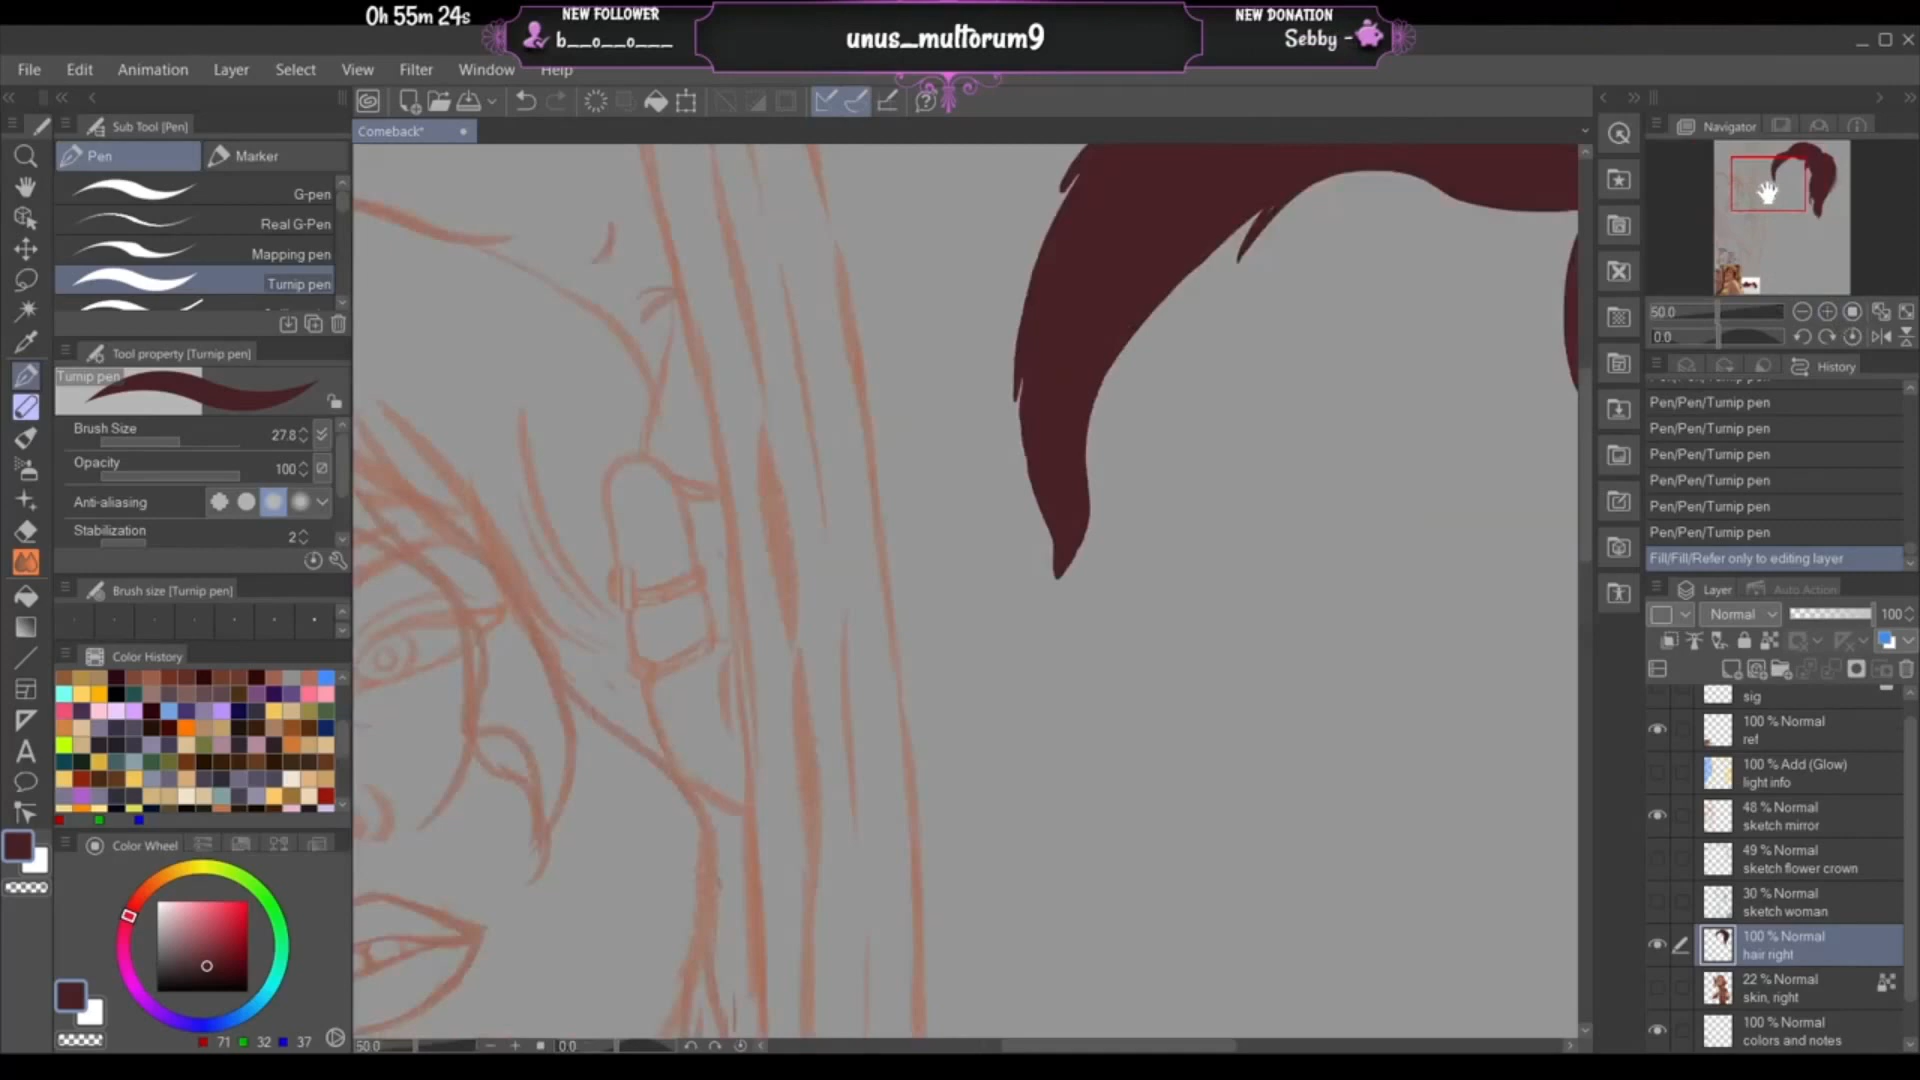 0h 55m 24s
NEW FOLLOWER
b__o__o___
unus_multorum9
NEW DONATION
Sebby -
File Edit Animation Layer Select View Filter Window Help
Sub Tool [Pen]
Pen Marker
G-pen
Real G-Pen
Mapping pen
Turnip pen
Tool property [Turnip pen]
Turnip pen
Brush Size 27.8
Opacity 100
Anti-aliasing
Stabilization 2
Brush size [Turnip pen]
Color History
Color Wheel
71 32 37
Comeback*
50.0 0.0
Navigator
50.0
0.0
History
Pen/Pen/Turnip pen
Pen/Pen/Turnip pen
Pen/Pen/Turnip pen
Pen/Pen/Turnip pen
Pen/Pen/Turnip pen
Pen/Pen/Turnip pen
Fill/Fill/Refer only to editing layer
Layer Auto Action
Normal 100
sig
100 % Normal
ref
100 % Add (Glow)
light info
48 % Normal
sketch mirror
49 % Normal
sketch flower crown
30 % Normal
sketch woman
100 % Normal
hair right
22 % Normal
skin, right
100 % Normal
colors and notes